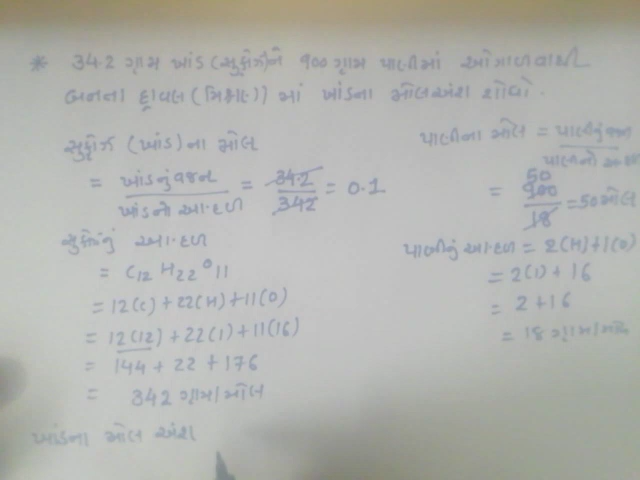 * 34.2 ગ્રામ ખાંડ (સુક્રોઝ)ને 900 ગ્રામ પાણીમાં ઓગાળવાથી
બનતા દ્રાવણ (મિશ્રણ) માં ખાંડના મોલઅંશ શોધો.
સુક્રોઝ (ખાંડ) ના મોલ
= ખાંડનું વજન / ખાંડનો આ.દળ = 34.2 / 342 = 0.1
સુક્રોઝનું આ.દળ
= C12 H22 O11
= 12(C) + 22(H) + 11(O)
= 12(12) + 22(1) + 11(16)
= 144 + 22 + 176
= 342 ગ્રામ/મોલ
ખાંડના મોલ અંશ
પાણીના મોલ = પાણીનું વજન / પાણીનો આ.દળ
= 50 900 / 18 = 50 મોલ
પાણીનું આ.દળ = 2(H)+1(O)
= 2(1) + 16
= 2 + 16
= 18 ગ્રામ/મોલ